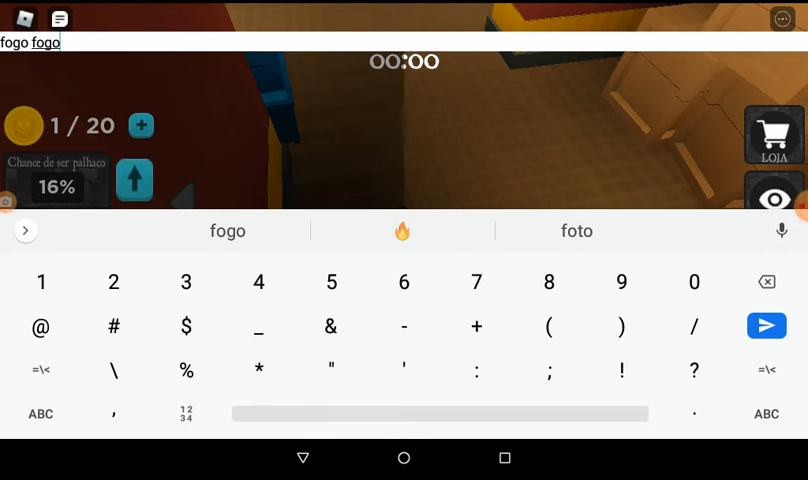 fogo fogo
00:00
1 / 20 +
Chance de ser palhaço
16%
LOJA
fogo 🔥 foto
1 2 3 4 5 6 7 8 9 0
@ # $ _ & - + ( ) /
=\< \ % * " ' : ; ! ? =\<
ABC , 12 34 . ABC